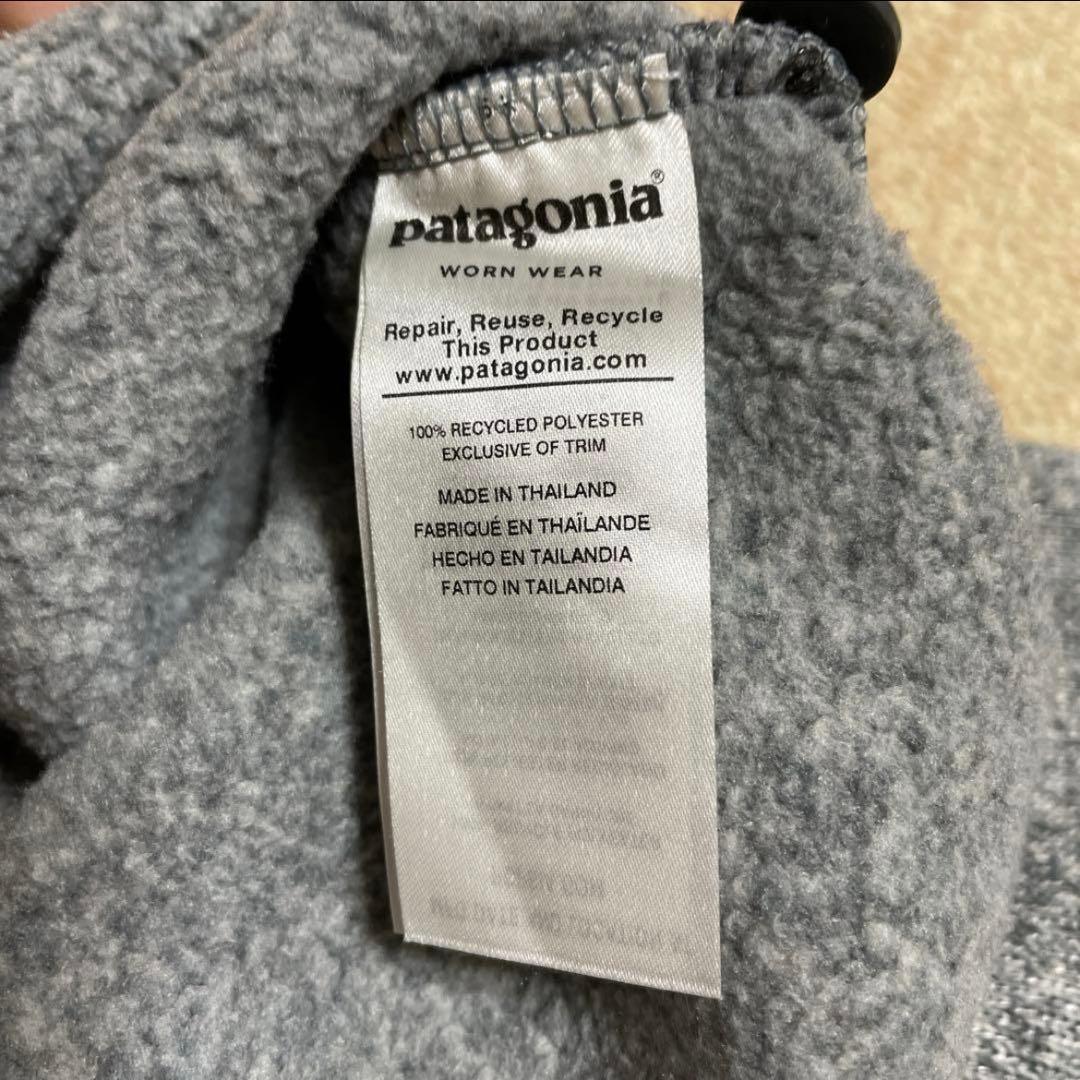 patagonia®
WORN WEAR
Repair, Reuse, Recycle
This Product
www.patagonia.com
100% RECYCLED POLYESTER
EXCLUSIVE OF TRIM
MADE IN THAILAND
FABRIQUÉ EN THAÏLANDE
HECHO EN TAILANDIA
FATTO IN TAILANDIA